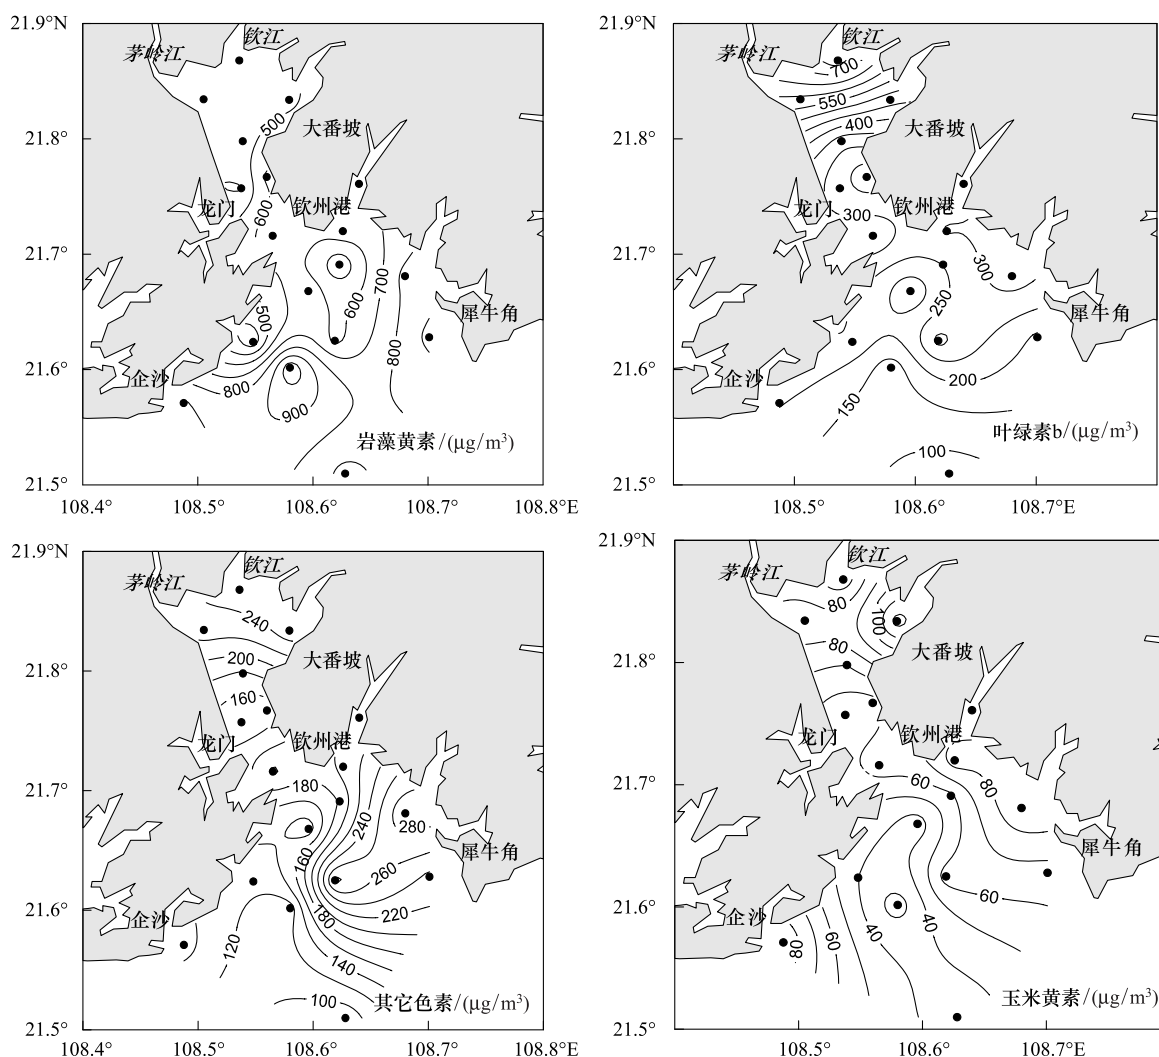 21.9°N
茅岭江
钦江
500
大番坡
21.8°
龙门
600
钦州港
21.7°
700
600
500
犀牛角
800
21.6°
企沙
800
900
岩藻黄素/(μg/m³)
21.5°
108.4°
108.5°
108.6°
108.7°
108.8°E
21.9°N
茅岭江
钦江
700
550
400
大番坡
21.8°
龙门
300
钦州港
21.7°
300
250
犀牛角
21.6°
企沙
200
150
叶绿素b/(μg/m³)
100
21.5°
108.5°
108.6°
108.7°E
21.9°N
茅岭江
钦江
240
200
大番坡
21.8°
160
龙门
钦州港
180
21.7°
240
280
犀牛角
160
260
21.6°
企沙
180
220
120
140
100
其它色素/(μg/m³)
21.5°
108.4°
108.5°
108.6°
108.7°
108.8°E
21.9°N
茅岭江
钦江
80
100
80
大番坡
21.8°
龙门
钦州港
60
80
21.7°
犀牛角
60
21.6°
企沙
80
60
40
40
玉米黄素/(μg/m³)
21.5°
108.5°
108.6°
108.7°E